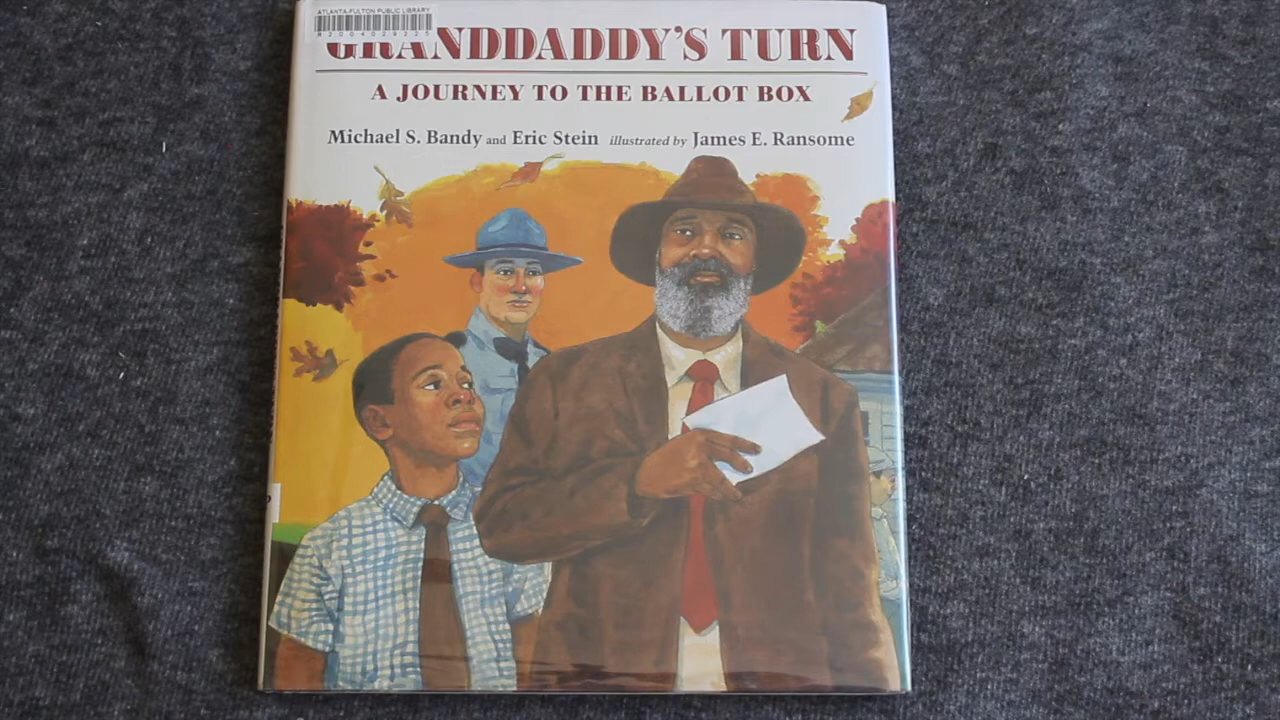 ATLANTA-FULTON PUBLIC LIBRARY
GRANDDADDY'S TURN
A JOURNEY TO THE BALLOT BOX
Michael S. Bandy and Eric Stein illustrated by James E. Ransome